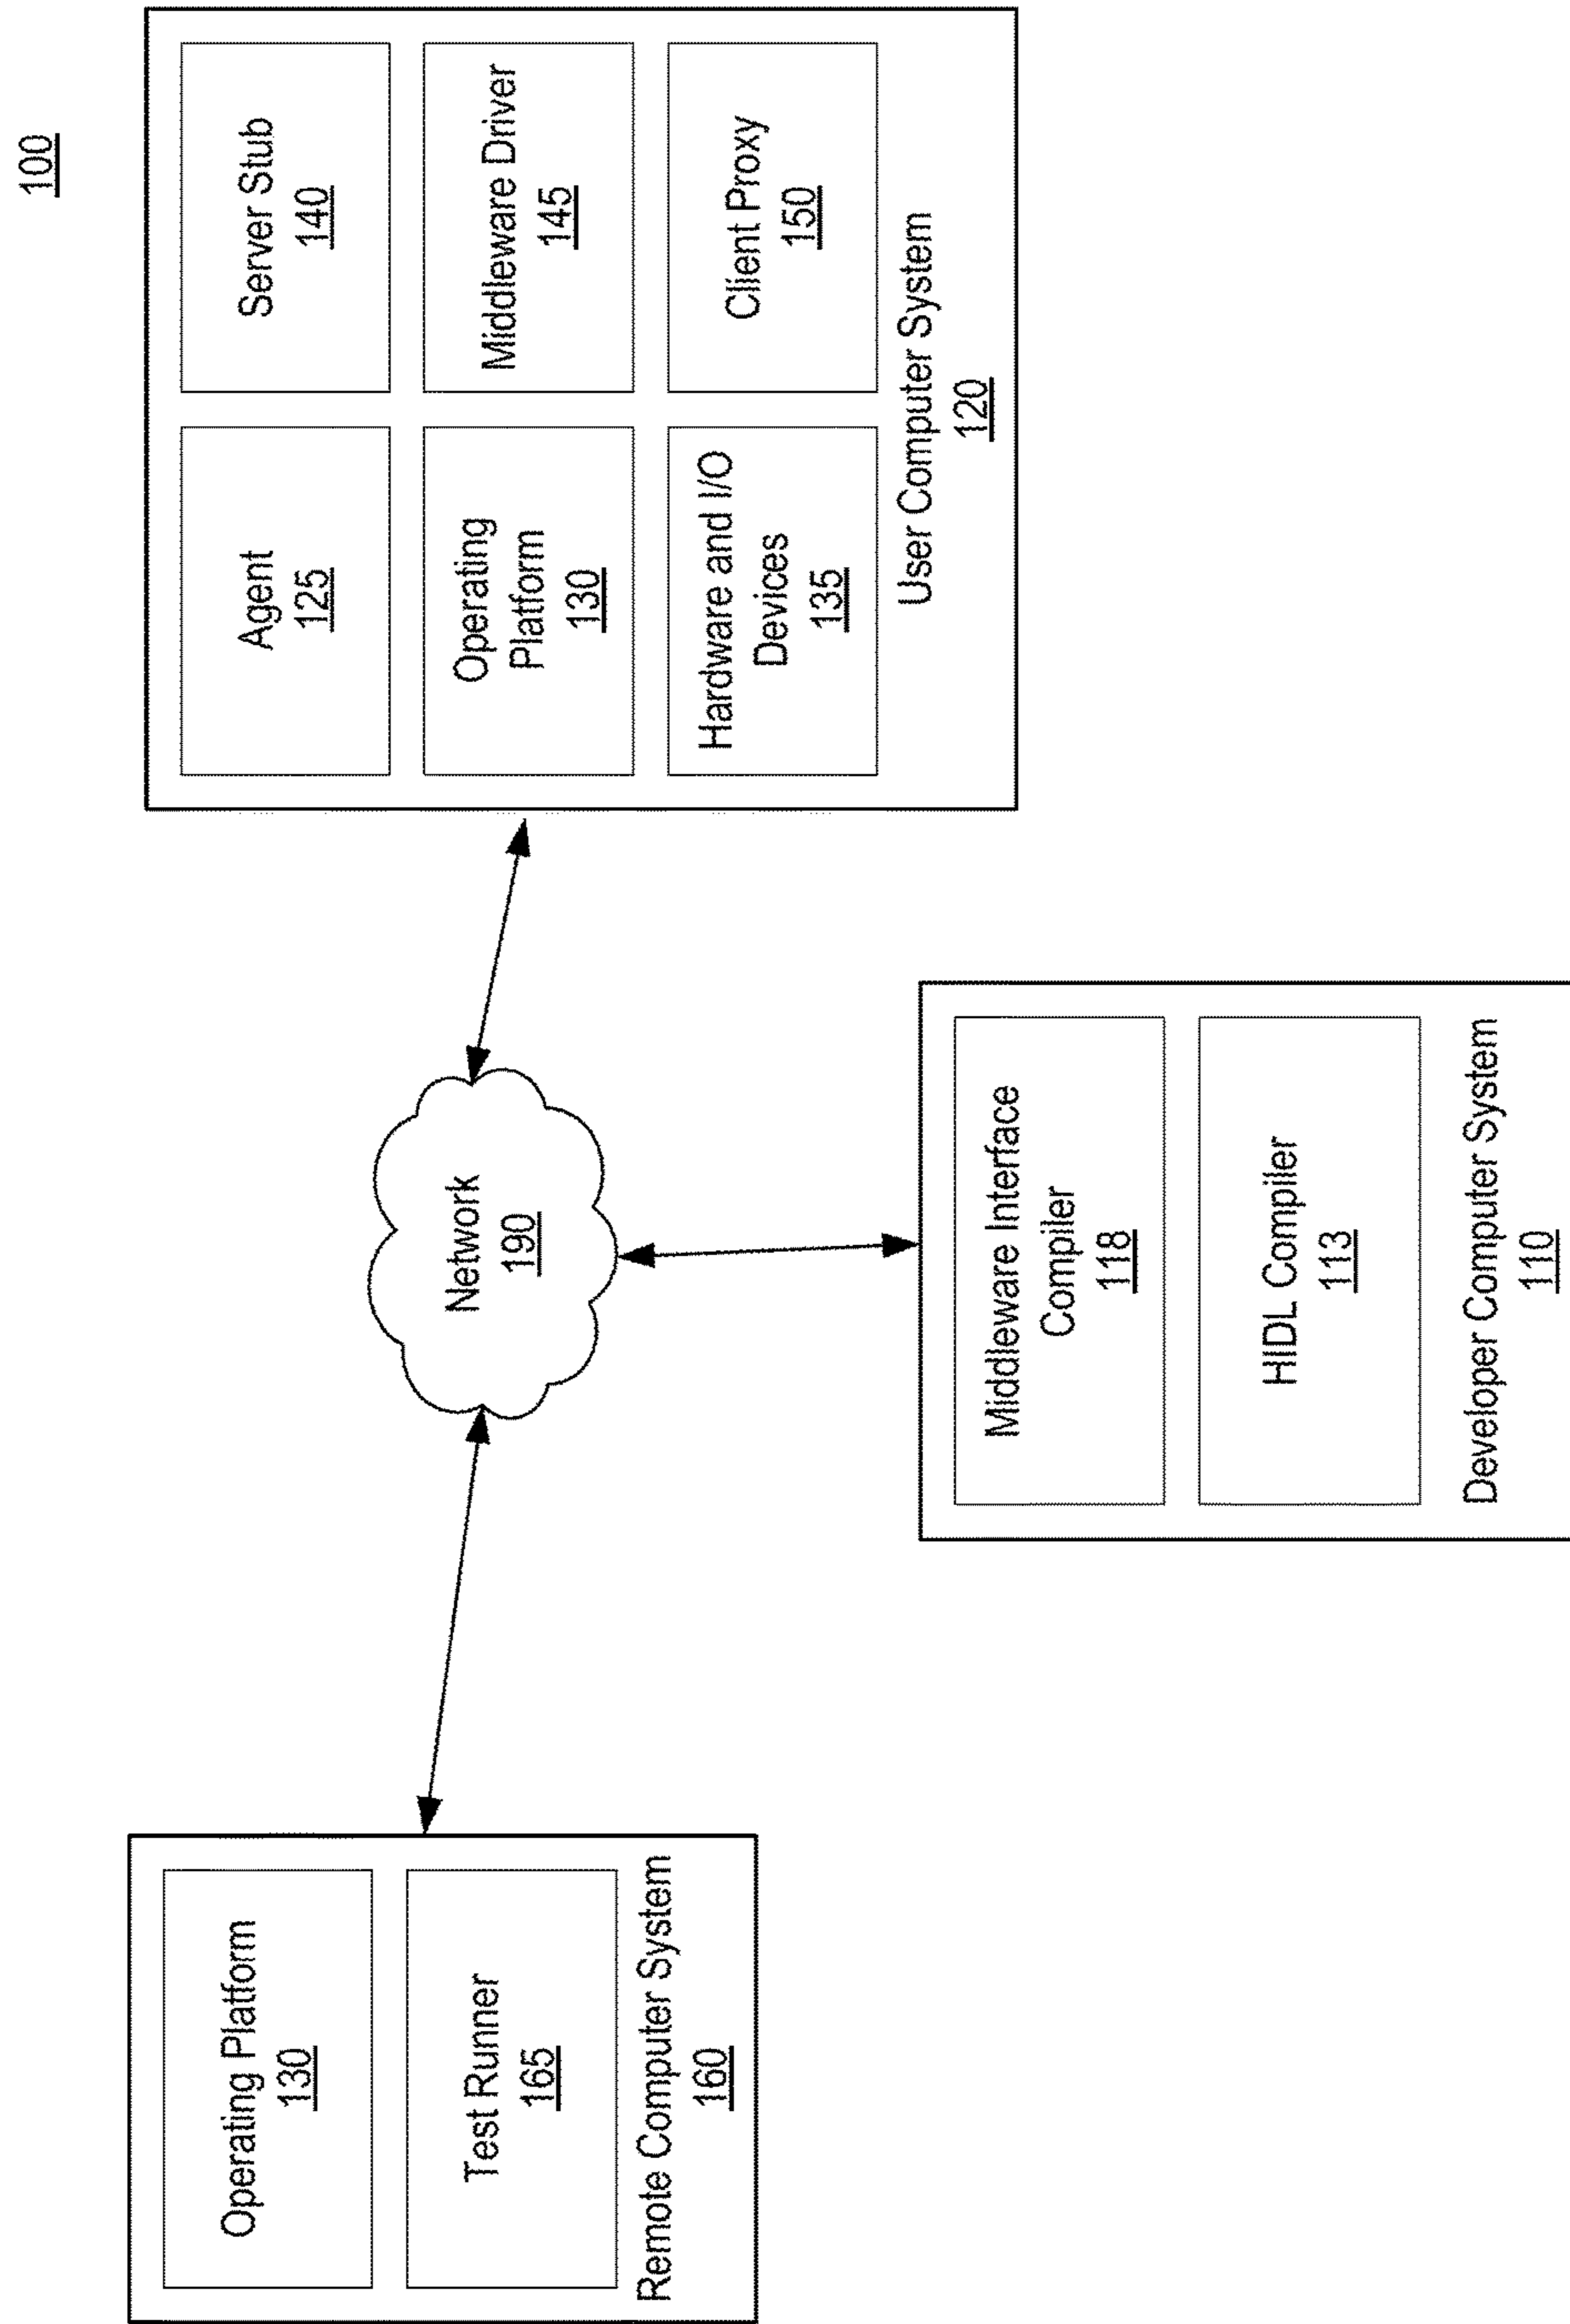 100
Operating Platform
130
Test Runner
165
Remote Computer System
160
Network
190
Middleware Interface
Compiler
118
HIDL Compiler
113
Developer Computer System
110
Agent
125
Server Stub
140
Operating
Platform
130
Middleware Driver
145
Hardware and I/O
Devices
135
Client Proxy
150
User Computer System
120